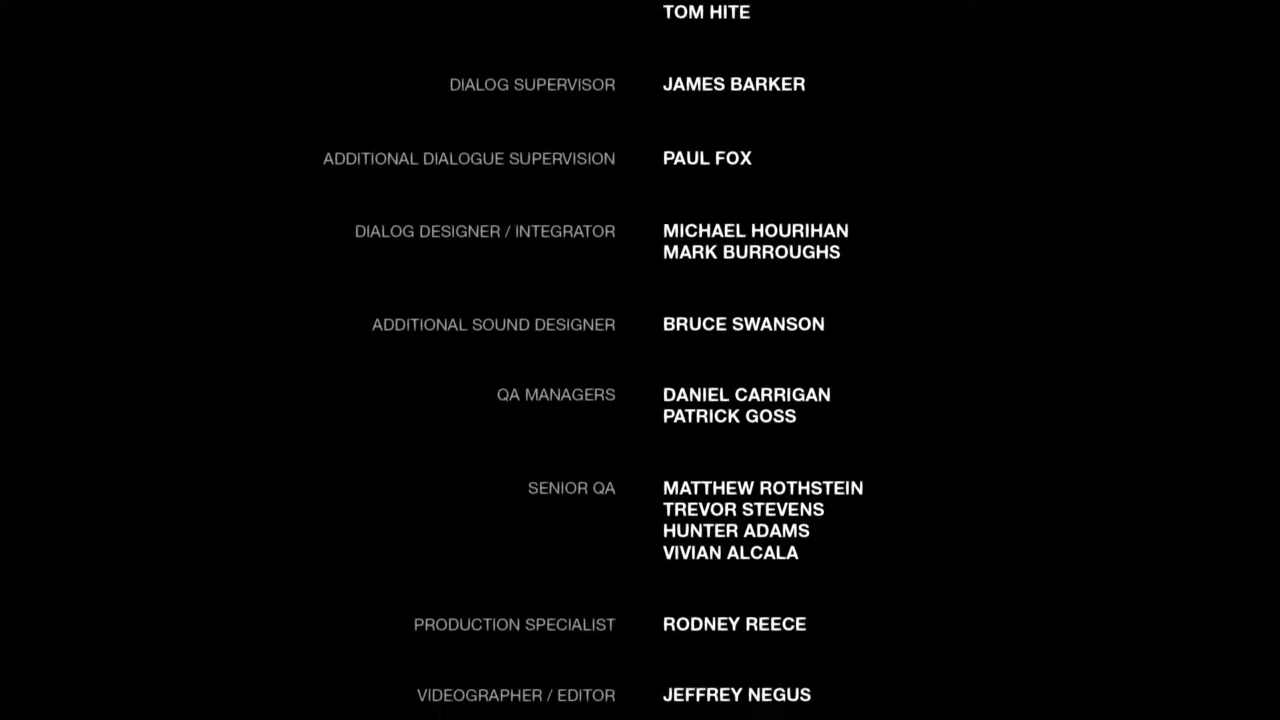 TOM HITE
DIALOG SUPERVISOR JAMES BARKER
ADDITIONAL DIALOGUE SUPERVISION PAUL FOX
DIALOG DESIGNER / INTEGRATOR MICHAEL HOURIHAN
MARK BURROUGHS
ADDITIONAL SOUND DESIGNER BRUCE SWANSON
QA MANAGERS DANIEL CARRIGAN
PATRICK GOSS
SENIOR QA MATTHEW ROTHSTEIN
TREVOR STEVENS
HUNTER ADAMS
VIVIAN ALCALA
PRODUCTION SPECIALIST RODNEY REECE
VIDEOGRAPHER / EDITOR JEFFREY NEGUS